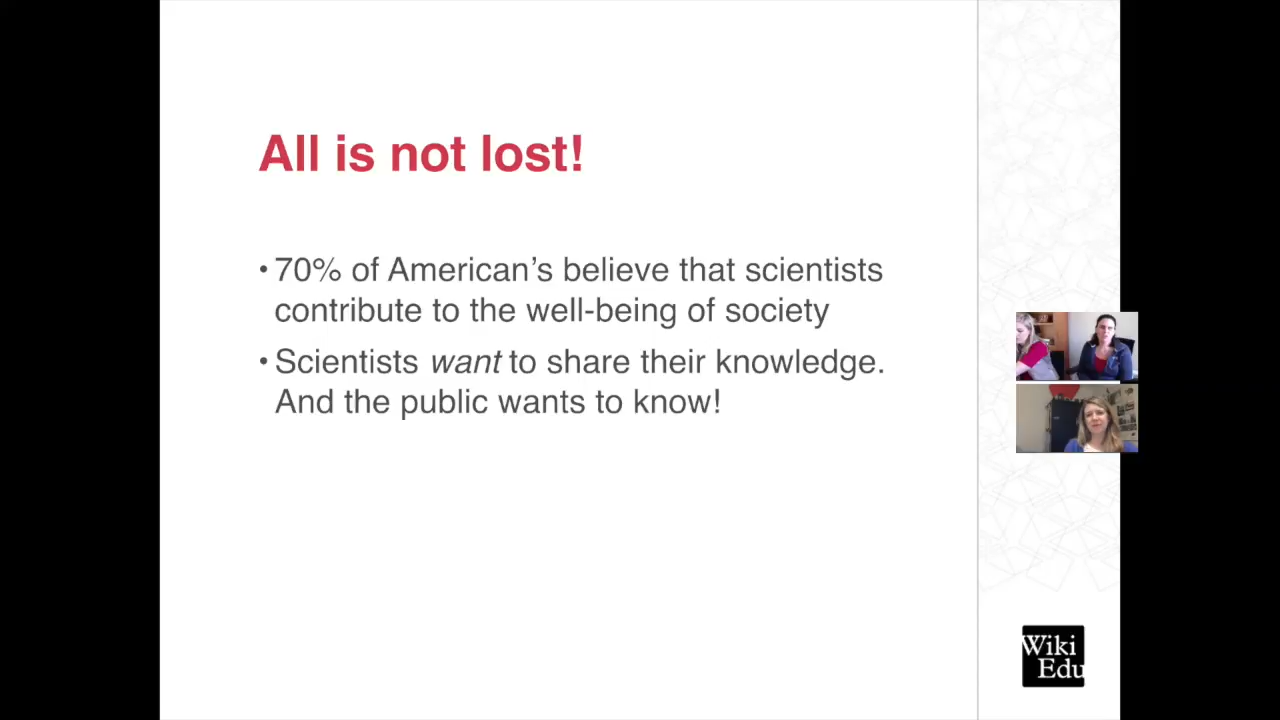 All is not lost!
• 70% of American’s believe that scientists
contribute to the well-being of society
• Scientists want to share their knowledge.
And the public wants to know!
Wiki
Edu